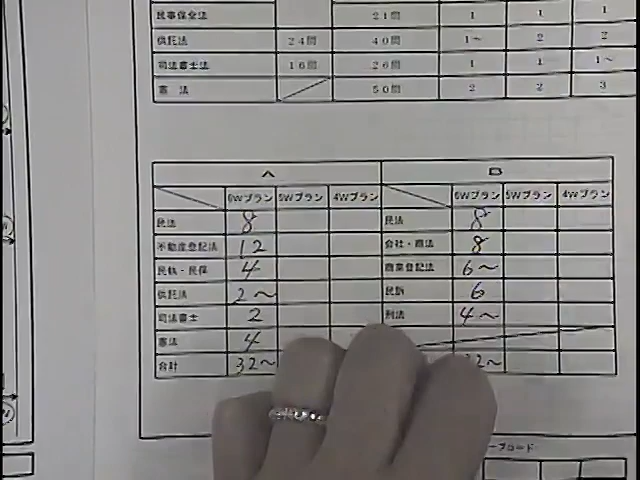 民事保全法 21問 1 1 1
供託法 24問 40問 1~ 2 2
司法書士法 16問 26問 1 1 1~
憲 法 50問 2 2 3
A B
6Wプラン 5Wプラン 4Wプラン 6Wプラン 5Wプラン 4Wプラン
民法 8 民法 8
不動産登記法 12 会社・商法 8
民執・民保 4 商業登記法 6~
供託法 2~ 民訴 6
司法書士 2 刑法 4~
憲法 4
合計 32~ 32~
コード